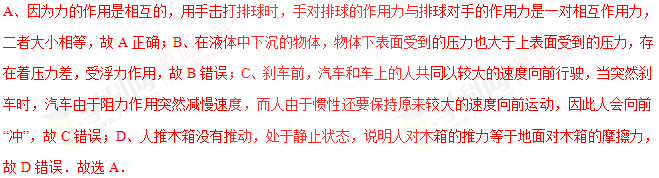 A、因为力的作用是相互的，用手击打排球时，手对排球的作用力与排球对手的作用力是一对相互作用力，
二者大小相等，故 A 正确；B、在液体中下沉的物体，物体下表面受到的压力也大于上表面受到的压力，存
在着压力差，受浮力作用，故 B 错误；C、刹车前，汽车和车上的人共同以较大的速度向前行驶，当突然刹
车时，汽车由于阻力作用突然减慢速度，而人由于惯性还要保持原来较大的速度向前运动，因此人会向前
“冲”，故 C 错误；D、人推木箱没有推动，处于静止状态，说明人对木箱的推力等于地面对木箱的摩擦力，
故 D 错误．故选 A．